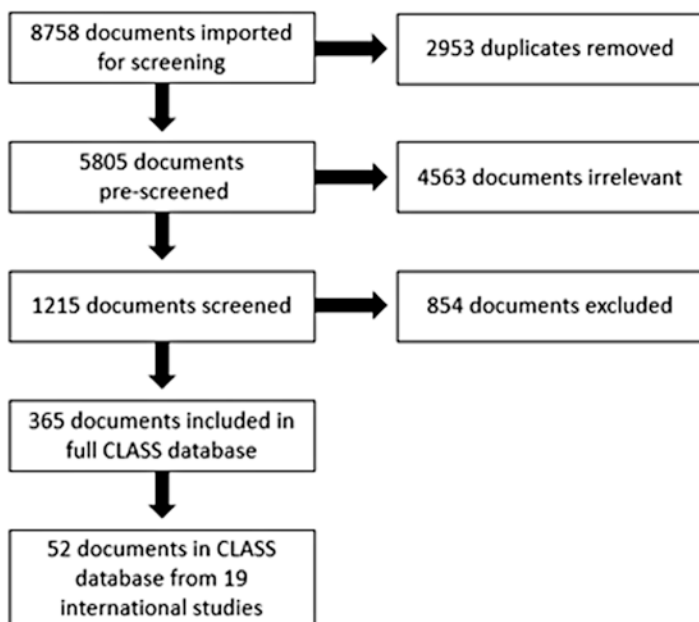 8758 documents imported
for screening
2953 duplicates removed
5805 documents
pre-screened
4563 documents irrelevant
1215 documents screened
854 documents excluded
365 documents included in
full CLASS database
52 documents in CLASS
database from 19
international studies